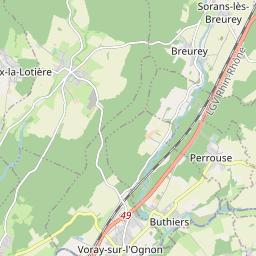 Sorans-lès-
Breurey
Breurey
x-la-Lotière
LGV Rhin-Rhône
Perrouse
49
Buthiers
Voray-sur-l'Ognon